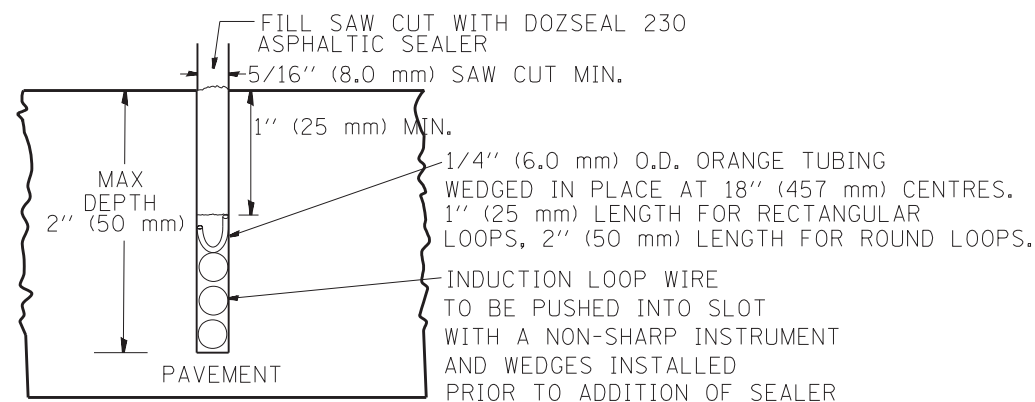 FILL SAW CUT WITH DOZSEAL 230
ASPHALTIC SEALER
5/16" (8.0 mm) SAW CUT MIN.
1" (25 mm) MIN.
MAX
DEPTH
2" (50 mm)
1/4" (6.0 mm) O.D. ORANGE TUBING
WEDGED IN PLACE AT 18" (457 mm) CENTRES.
1" (25 mm) LENGTH FOR RECTANGULAR
LOOPS, 2" (50 mm) LENGTH FOR ROUND LOOPS.
INDUCTION LOOP WIRE
TO BE PUSHED INTO SLOT
WITH A NON-SHARP INSTRUMENT
AND WEDGES INSTALLED
PRIOR TO ADDITION OF SEALER
PAVEMENT